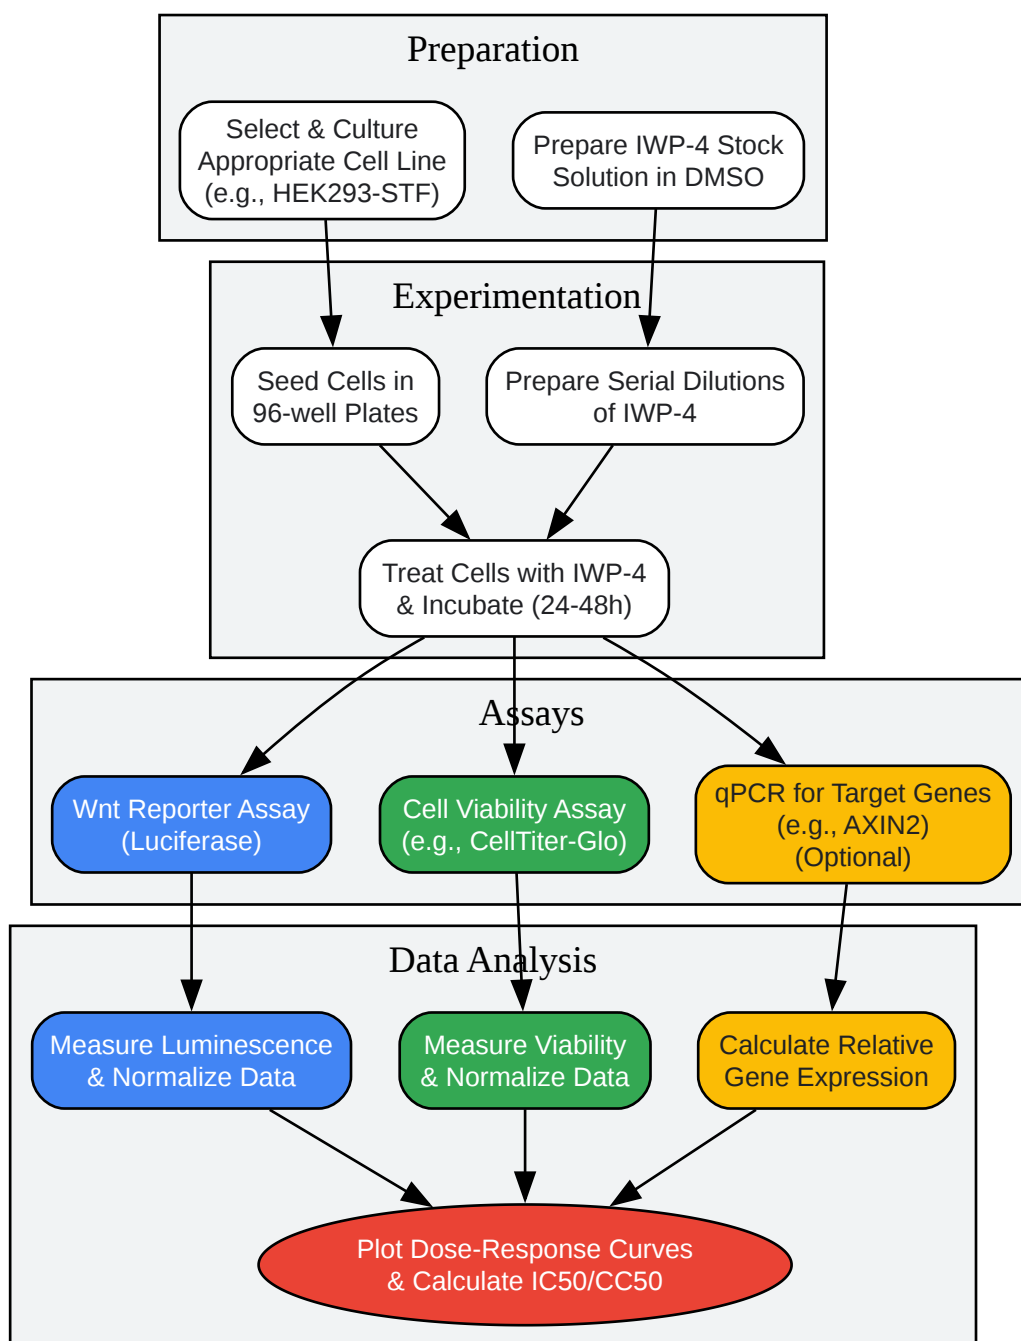 Preparation
Select & Culture
Appropriate Cell Line
(e.g., HEK293-STF)
Prepare IWP-4 Stock
Solution in DMSO
Experimentation
Seed Cells in
96-well Plates
Prepare Serial Dilutions
of IWP-4
Treat Cells with IWP-4
& Incubate (24-48h)
Assays
Wnt Reporter Assay
(Luciferase)
Cell Viability Assay
(e.g., CellTiter-Glo)
qPCR for Target Genes
(e.g., AXIN2)
(Optional)
Data Analysis
Measure Luminescence
& Normalize Data
Measure Viability
& Normalize Data
Calculate Relative
Gene Expression
Plot Dose-Response Curves
& Calculate IC50/CC50